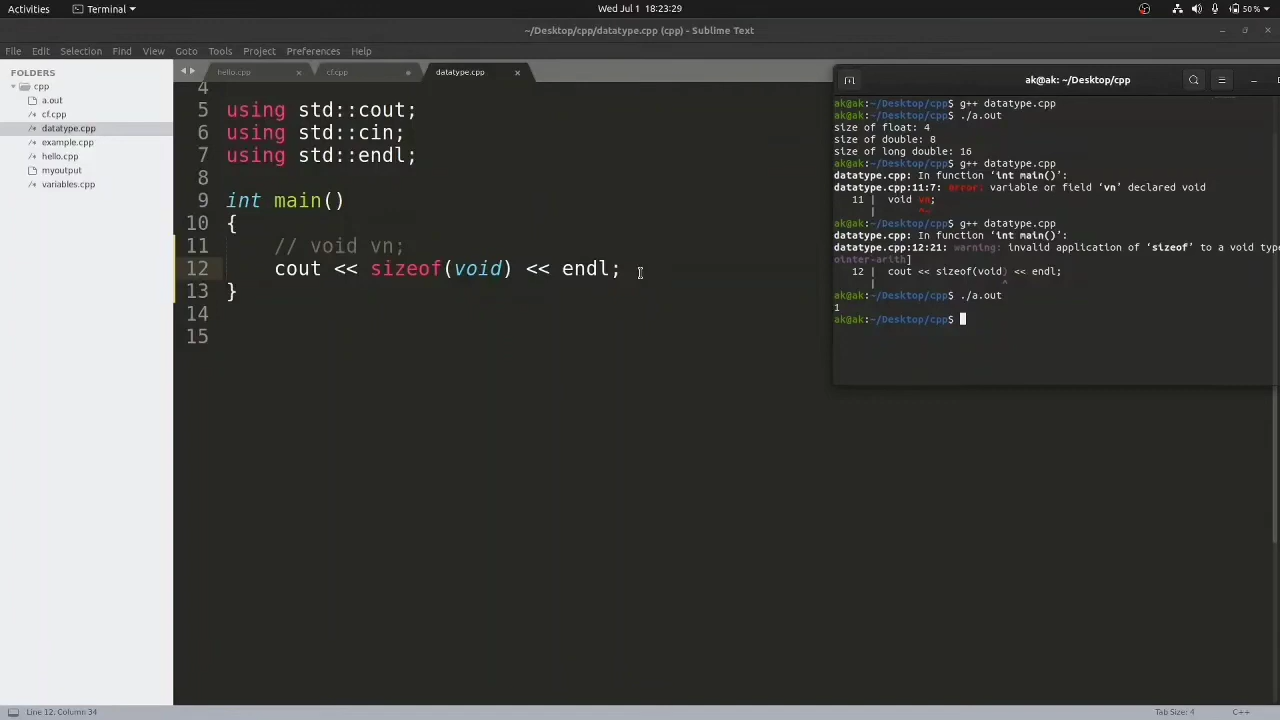 Activities
Terminal
Wed Jul 1 18:23:29
50 %
~/Desktop/cpp/datatype.cpp (cpp) - Sublime Text
File Edit Selection Find View Goto Tools Project Preferences Help
FOLDERS
cpp
a.out
cf.cpp
datatype.cpp
example.cpp
hello.cpp
myoutput
variables.cpp
hello.cpp
cf.cpp
datatype.cpp
4
5 using std::cout;
6 using std::cin;
7 using std::endl;
8
9 int main()
10 {
11 // void vn;
12 cout << sizeof(void) << endl;
13 }
14
15
ak@ak: ~/Desktop/cpp
ak@ak:~/Desktop/cpp$ g++ datatype.cpp
ak@ak:~/Desktop/cpp$ ./a.out
size of float: 4
size of double: 8
size of long double: 16
ak@ak:~/Desktop/cpp$ g++ datatype.cpp
datatype.cpp: In function ‘int main()’:
datatype.cpp:11:7: error: variable or field ‘vn’ declared void
11 | void vn;
| ^~
ak@ak:~/Desktop/cpp$ g++ datatype.cpp
datatype.cpp: In function ‘int main()’:
datatype.cpp:12:21: warning: invalid application of ‘sizeof’ to a void type
ointer-arith]
12 | cout << sizeof(void) << endl;
| ^
ak@ak:~/Desktop/cpp$ ./a.out
1
ak@ak:~/Desktop/cpp$
Line 12, Column 34
Tab Size: 4
C++